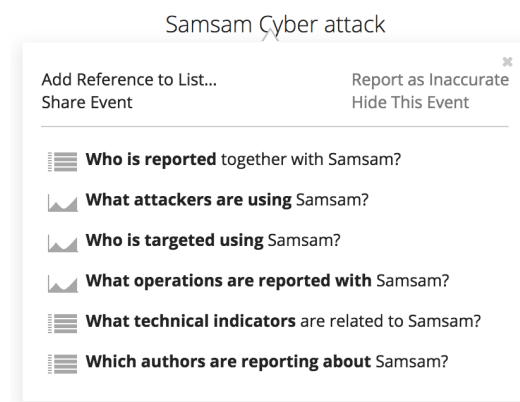 Samsam Cyber attack
Add Reference to List...
Report as Inaccurate
Share Event
Hide This Event
Who is reported together with Samsam?
What attackers are using Samsam?
Who is targeted using Samsam?
What operations are reported with Samsam?
What technical indicators are related to Samsam?
Which authors are reporting about Samsam?